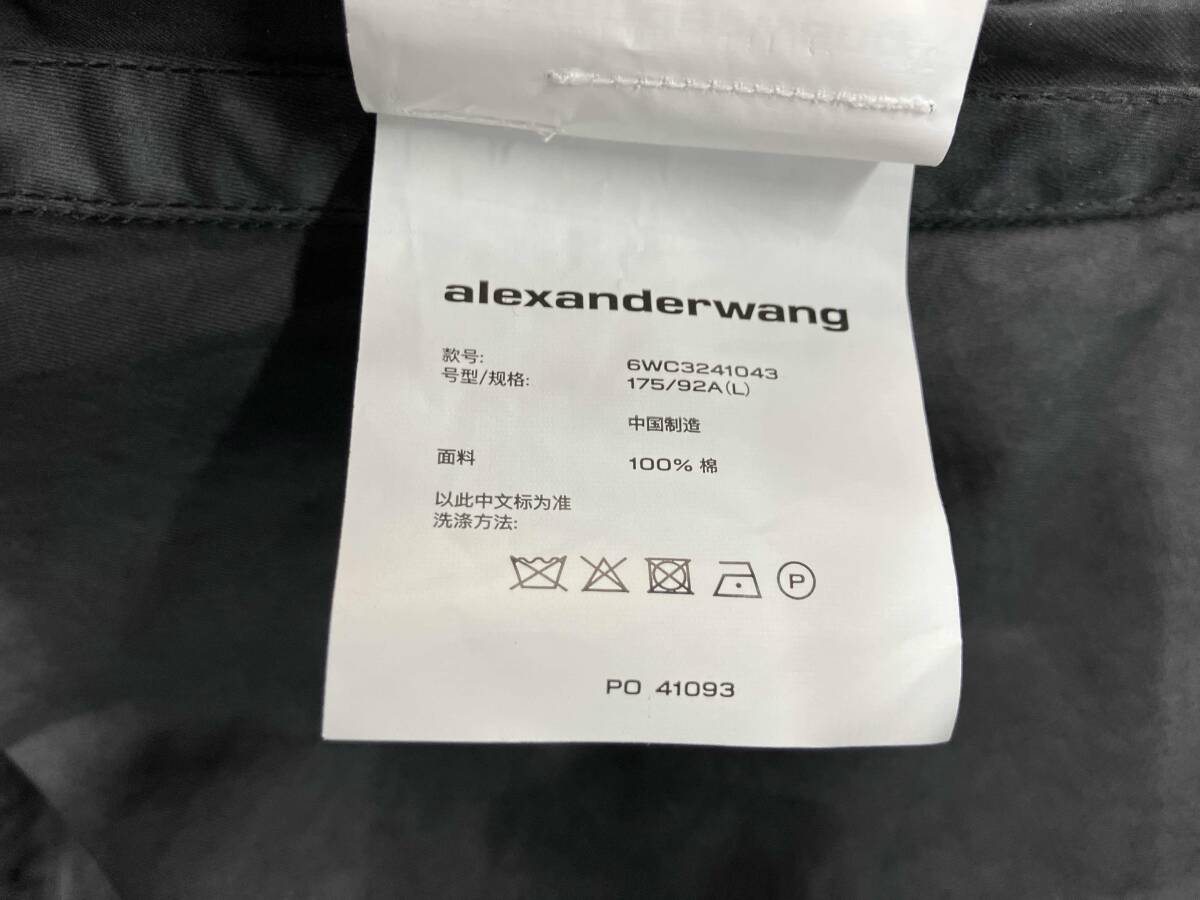 alexanderwang
款号: 6WC3241043
号型/规格: 175/92A(L)
中国制造
面料 100% 棉
以此中文标为准
洗涤方法:
P
PO 41093